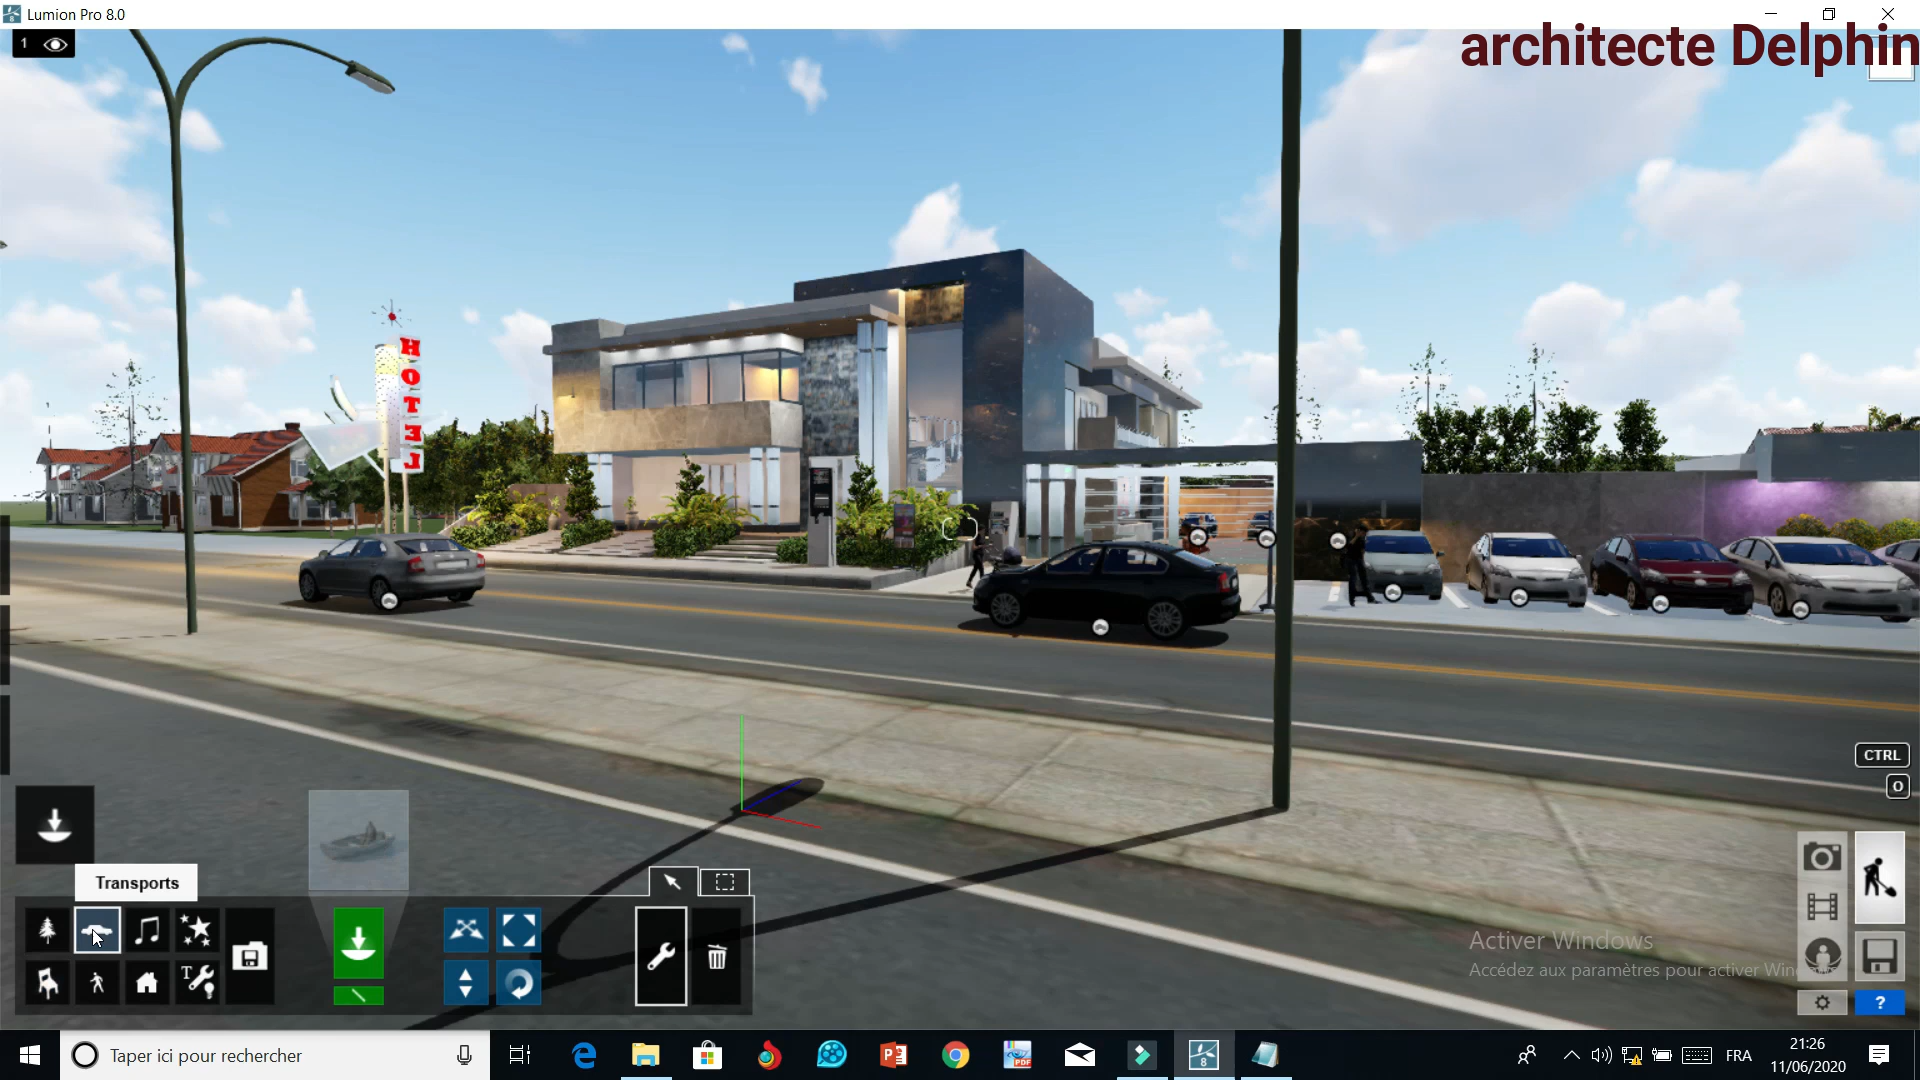 Lumion Pro 8.0
architecte Delphin
1
HOTEL
CTRL
O
Transports
Activer Windows
Accédez aux paramètres pour activer Win
?
Taper ici pour rechercher
FRA
21:26
11/06/2020